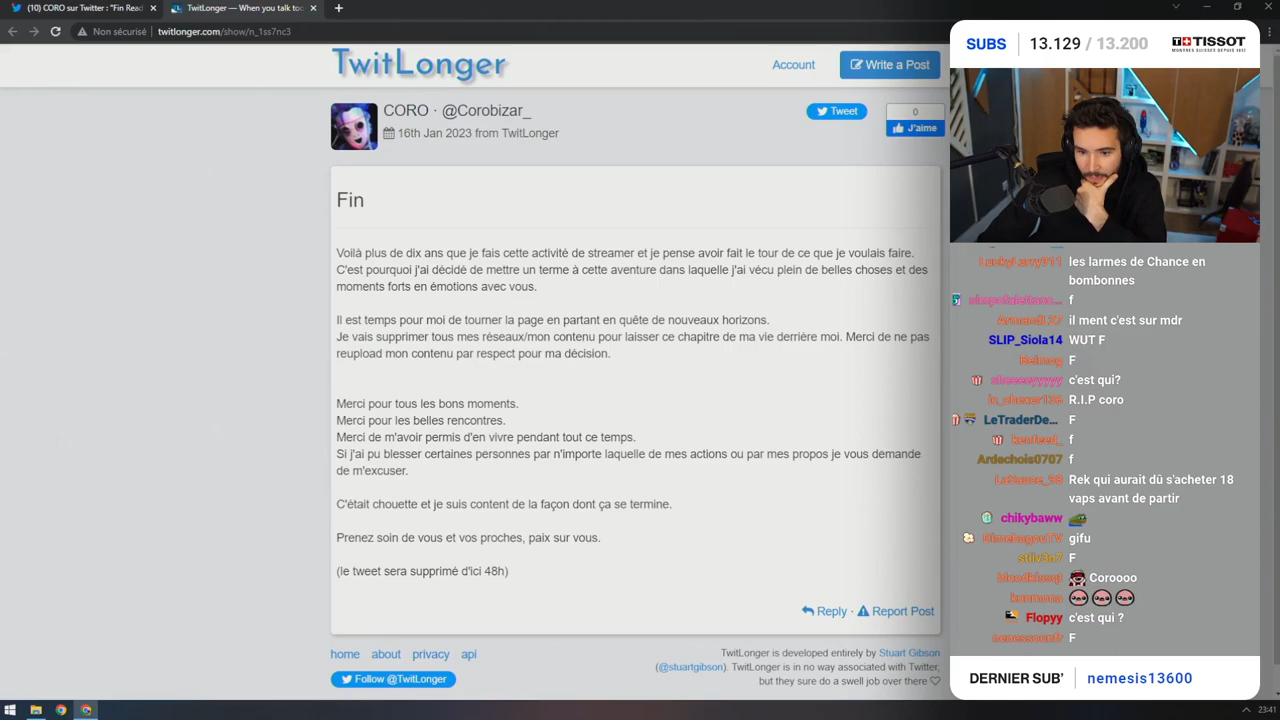 (10) CORO sur Twitter : "Fin Read
TwitLonger — When you talk too
Non sécurisé
twitlonger.com/show/n_1ss7nc3
TwitLonger
Account
Write a Post
CORO · @Corobizar_
16th Jan 2023 from TwitLonger
Tweet
0
J'aime
Fin
Voilà plus de dix ans que je fais cette activité de streamer et je pense avoir fait le tour de ce que je voulais faire.
C'est pourquoi j'ai décidé de mettre un terme à cette aventure dans laquelle j'ai vécu plein de belles choses et des
moments forts en émotions avec vous.
Il est temps pour moi de tourner la page en partant en quête de nouveaux horizons.
Je vais supprimer tous mes réseaux/mon contenu pour laisser ce chapitre de ma vie derrière moi. Merci de ne pas
reupload mon contenu par respect pour ma décision.
Merci pour tous les bons moments.
Merci pour les belles rencontres.
Merci de m'avoir permis d'en vivre pendant tout ce temps.
Si j'ai pu blesser certaines personnes par n'importe laquelle de mes actions ou par mes propos je vous demande
de m'excuser.
C'était chouette et je suis content de la façon dont ça se termine.
Prenez soin de vous et vos proches, paix sur vous.
(le tweet sera supprimé d'ici 48h)
Reply · Report Post
home about privacy api
Follow @TwitLonger
TwitLonger is developed entirely by Stuart Gibson
(@stuartgibson). TwitLonger is in no way associated with Twitter,
but they sure do a swell job over there
SUBS 13.129 / 13.200 TISSOT
les larmes de Chance en
bombonnes
f
il ment c'est sur mdr
SLIP_Siola14 WUT F
F
c'est qui?
R.I.P coro
LeTraderDe... F
kenfeed_ f
Ardechois0707 f
Rek qui aurait dû s'acheter 18
vaps avant de partir
chikybaww
gifu
stilv3n7 F
Coroooo
Flopyy c'est qui ?
F
DERNIER SUB' nemesis13600
23:41